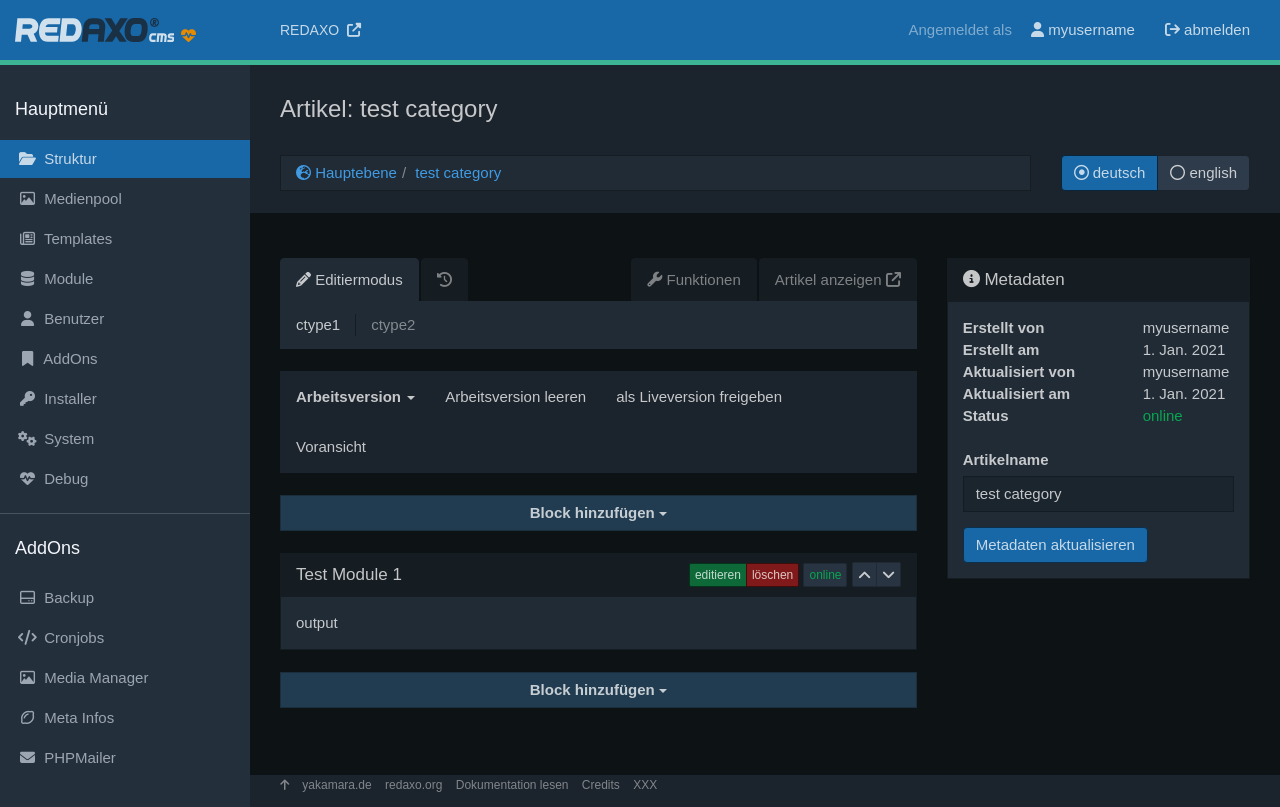 REDAXO® cms
REDAXO
Angemeldet als myusername abmelden
Hauptmenü
Struktur
Medienpool
Templates
Module
Benutzer
AddOns
Installer
System
Debug
AddOns
Backup
Cronjobs
Media Manager
Meta Infos
PHPMailer
Artikel: test category
Hauptebene / test category
deutsch english
Editiermodus
Funktionen Artikel anzeigen
ctype1 ctype2
Arbeitsversion Arbeitsversion leeren als Liveversion freigeben
Voransicht
Block hinzufügen
Test Module 1 editieren löschen online
output
Block hinzufügen
Metadaten
Erstellt von myusername
Erstellt am 1. Jan. 2021
Aktualisiert von myusername
Aktualisiert am 1. Jan. 2021
Status online
Artikelname
test category
Metadaten aktualisieren
yakamara.de redaxo.org Dokumentation lesen Credits XXX